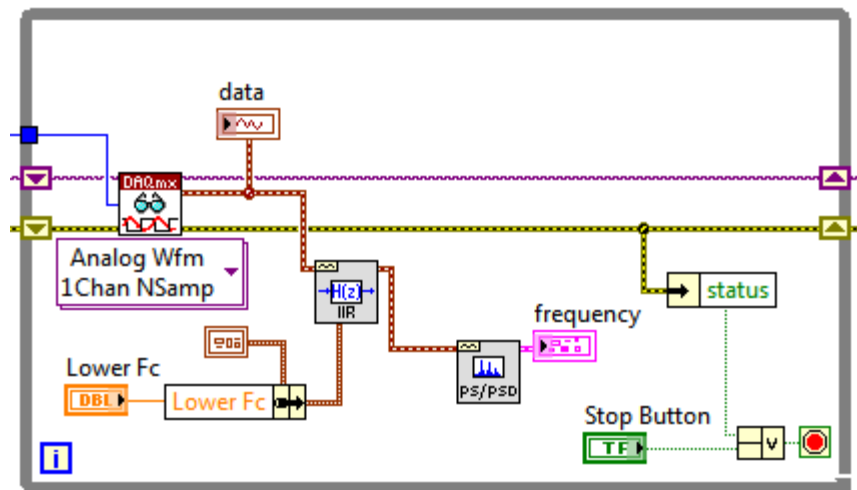 data
DAQmx
Analog Wfm
1Chan NSamp
H(z)
IIR
status
frequency
PS/PSD
Lower Fc
DBL
Lower Fc
Stop Button
TF
V
i